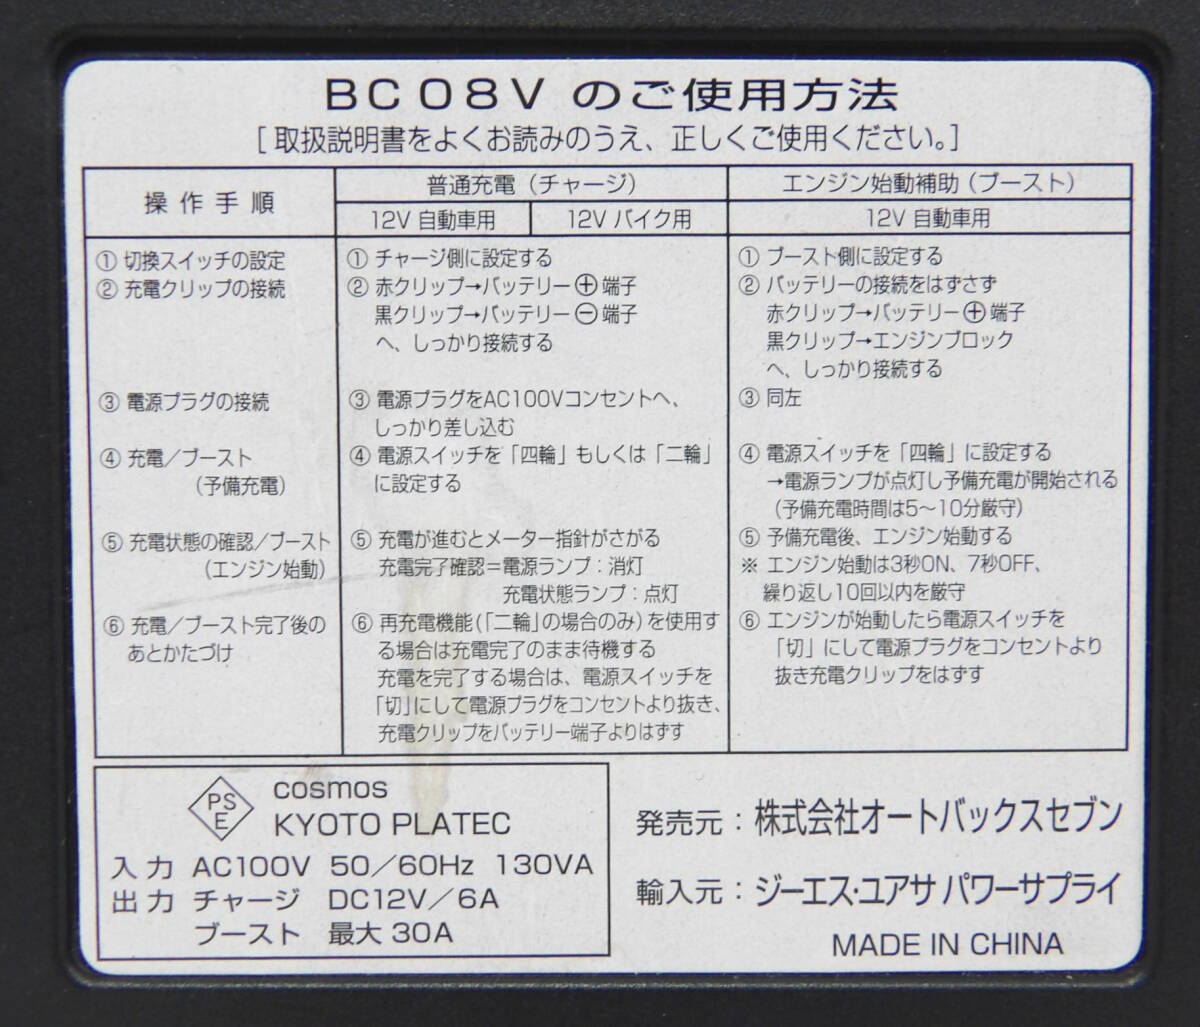 BC08V のご使用方法
[取扱説明書をよくお読みのうえ、正しくご使用ください。]
操作手順
普通充電(チャージ)
エンジン始動補助(ブースト)
12V 自動車用
12V バイク用
12V 自動車用
① 切換スイッチの設定
② 充電クリップの接続
③ 電源プラグの接続
④ 充電/ブースト
(予備充電)
⑤ 充電状態の確認/ブースト
(エンジン始動)
⑥ 充電/ブースト完了後の
あとかたづけ
① チャージ側に設定する
② 赤クリップ→バッテリー⊕端子
黒クリップ→バッテリー⊖端子
へ、しっかり接続する
③ 電源プラグをAC100Vコンセントへ、
しっかり差し込む
④ 電源スイッチを「四輪」もしくは「二輪」
に設定する
⑤ 充電が進むとメーター指針がさがる
充電完了確認=電源ランプ:消灯
充電状態ランプ:点灯
⑥ 再充電機能(「二輪」の場合のみ)を使用す
る場合は充電完了のまま待機する
充電を完了する場合は、電源スイッチを
「切」にして電源プラグをコンセントより抜き、
充電クリップをバッテリー端子よりはずす
① ブースト側に設定する
② バッテリーの接続をはずさず
赤クリップ→バッテリー⊕端子
黒クリップ→エンジンブロック
へ、しっかり接続する
③ 同左
④ 電源スイッチを「四輪」に設定する
→電源ランプが点灯し予備充電が開始される
(予備充電時間は5~10分厳守)
⑤ 予備充電後、エンジン始動する
※ エンジン始動は3秒ON、7秒OFF、
繰り返し10回以内を厳守
⑥ エンジンが始動したら電源スイッチを
「切」にして電源プラグをコンセントより
抜き充電クリップをはずす
PS
E
cosmos
KYOTO PLATEC
入力 AC100V 50/60Hz 130VA
出力 チャージ DC12V/6A
ブースト 最大30A
発売元:株式会社オートバックスセブン
輸入元:ジーエス・ユアサ パワーサプライ
MADE IN CHINA